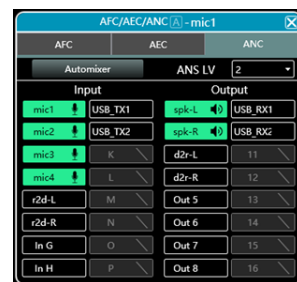 AFC/AEC/ANC A - mic1 X
AFC AEC ANC
Automixer ANS LV 2
Input Output
mic1 USB_TX1 spk-L USB_RX1
mic2 USB_TX2 spk-R USB_RX2
mic3 K d2r-L 11
mic4 L d2r-R 12
r2d-L M Out 5 13
r2d-R N Out 6 14
In G O Out 7 15
In H P Out 8 16